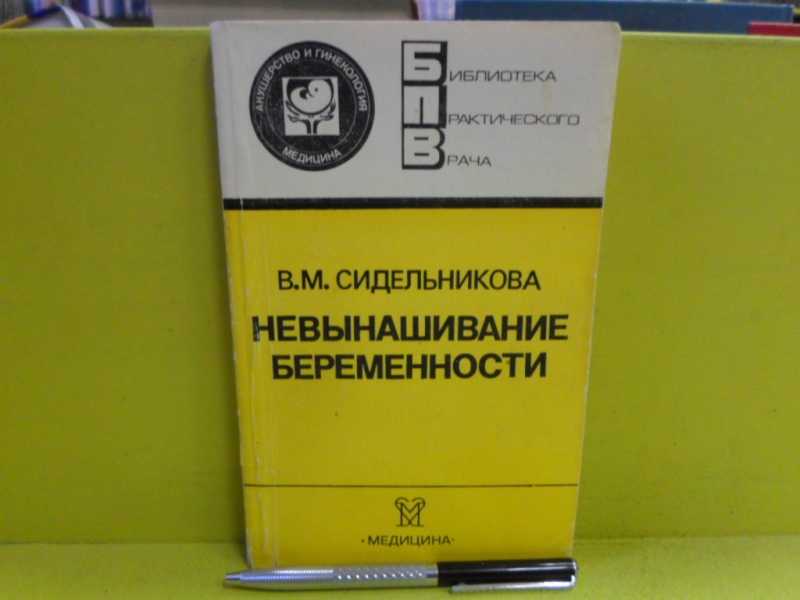 АКУШЕРСТВО И ГИНЕКОЛОГИЯ
МЕДИЦИНА
БИБЛИОТЕКА
ПРАКТИЧЕСКОГО
ВРАЧА
В.М. СИДЕЛЬНИКОВА
НЕВЫНАШИВАНИЕ
БЕРЕМЕННОСТИ
·МЕДИЦИНА·